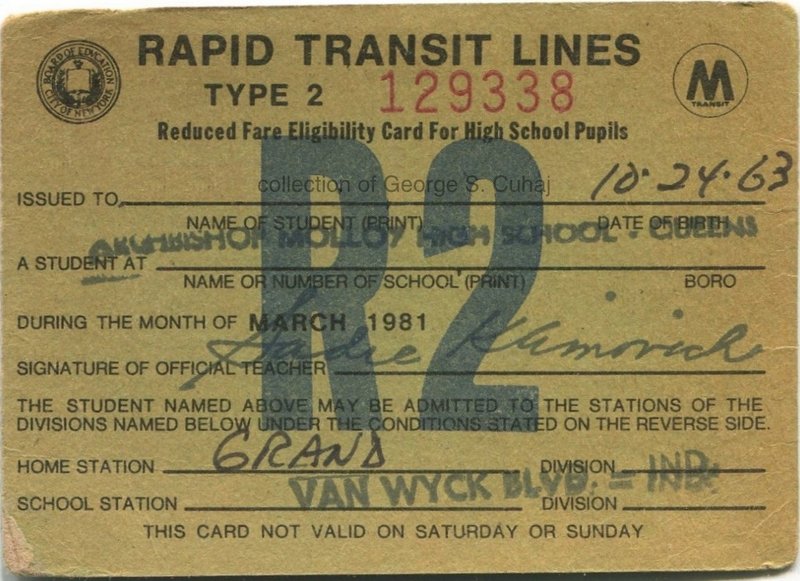 BOARD OF EDUCATION
CITY OF NEW YORK
RAPID TRANSIT LINES
M
TRANSIT
TYPE 2 129338
Reduced Fare Eligibility Card For High School Pupils
R2
collection of George S. Cuhaj
ISSUED TO 10·24·63
NAME OF STUDENT (PRINT) DATE OF BIRTH
ARCHBISHOP MOLLOY HIGH SCHOOL - QUEENS
A STUDENT AT
NAME OR NUMBER OF SCHOOL (PRINT) BORO
DURING THE MONTH OF MARCH 1981
SIGNATURE OF OFFICIAL TEACHER Sadie Klimovich
THE STUDENT NAMED ABOVE MAY BE ADMITTED TO THE STATIONS OF THE
DIVISIONS NAMED BELOW UNDER THE CONDITIONS STATED ON THE REVERSE SIDE.
HOME STATION GRAND DIVISION
VAN WYCK BLVD. - IND.
SCHOOL STATION DIVISION
THIS CARD NOT VALID ON SATURDAY OR SUNDAY